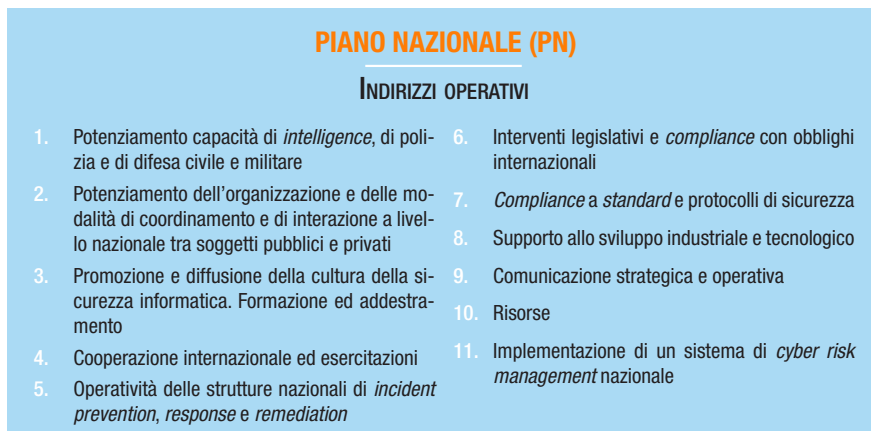 PIANO NAZIONALE (PN)
INDIRIZZI OPERATIVI
1. Potenziamento capacità di intelligence, di poli-
zia e di difesa civile e militare
2. Potenziamento dell'organizzazione e delle mo-
dalità di coordinamento e di interazione a livel-
lo nazionale tra soggetti pubblici e privati
3. Promozione e diffusione della cultura della si-
curezza informatica. Formazione ed addestra-
mento
4. Cooperazione internazionale ed esercitazioni
5. Operatività delle strutture nazionali di incident
prevention, response e remediation
6. Interventi legislativi e compliance con obblighi
internazionali
7. Compliance a standard e protocolli di sicurezza
8. Supporto allo sviluppo industriale e tecnologico
9. Comunicazione strategica e operativa
10. Risorse
11. Implementazione di un sistema di cyber risk
management nazionale